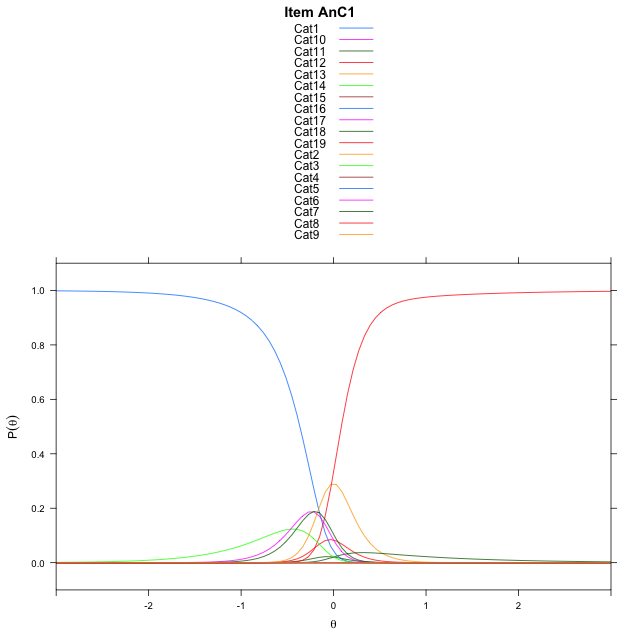 Item AnC1
Cat1
Cat10
Cat11
Cat12
Cat13
Cat14
Cat15
Cat16
Cat17
Cat18
Cat19
Cat2
Cat3
Cat4
Cat5
Cat6
Cat7
Cat8
Cat9
1.0
0.8
0.6
0.4
0.2
0.0
P(θ)
-2 -1 0 1 2
θ